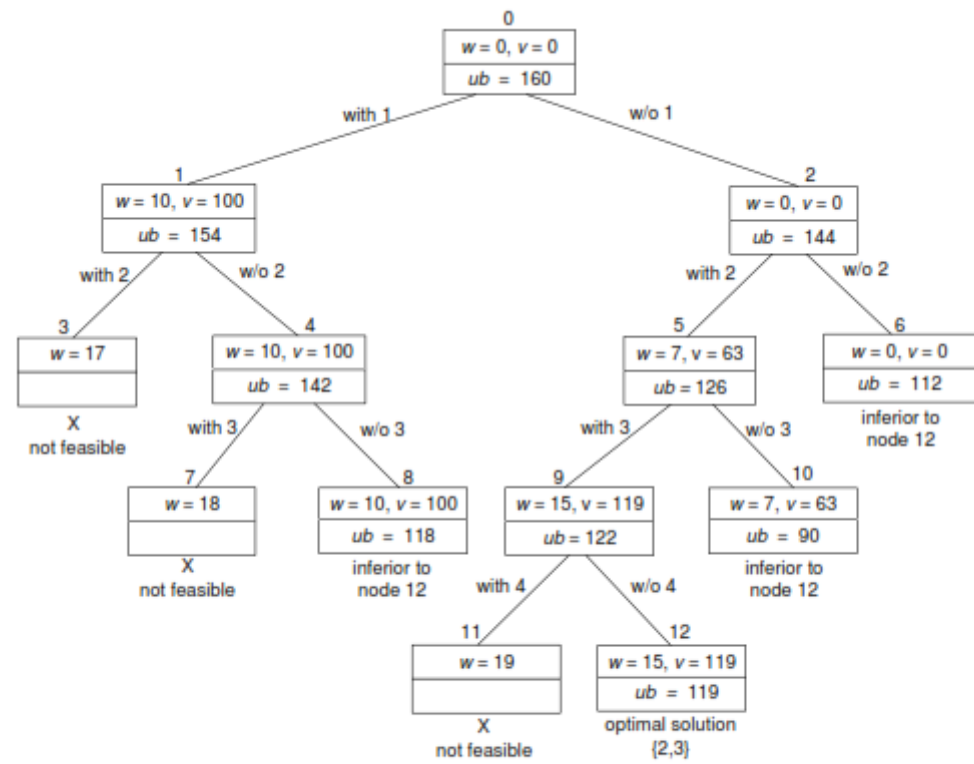 0
w = 0, v = 0
ub = 160
with 1
w/o 1
1
w = 10, v = 100
ub = 154
2
w = 0, v = 0
ub = 144
with 2
w/o 2
with 2
w/o 2
3
w = 17
X
not feasible
4
w = 10, v = 100
ub = 142
5
w = 7, v = 63
ub = 126
6
w = 0, v = 0
ub = 112
inferior to
node 12
with 3
w/o 3
with 3
w/o 3
7
w = 18
X
not feasible
8
w = 10, v = 100
ub = 118
inferior to
node 12
9
w = 15, v = 119
ub = 122
10
w = 7, v = 63
ub = 90
inferior to
node 12
with 4
w/o 4
11
w = 19
X
not feasible
12
w = 15, v = 119
ub = 119
optimal solution
{2,3}